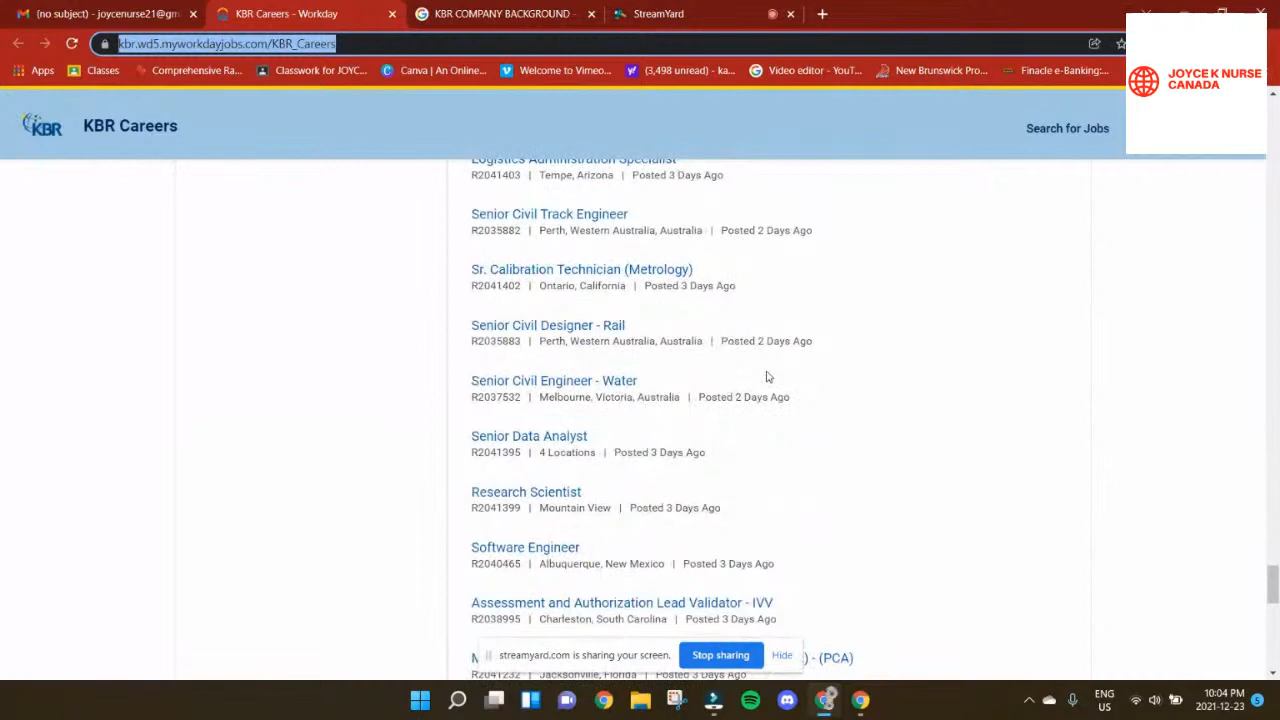 (no subject) - joycenurse21@gm
KBR Careers - Workday
KBR COMPANY BACKGROUND -
StreamYard
kbr.wd5.myworkdayjobs.com/KBR_Careers
Apps
Classes
Comprehensive Ra...
Classwork for JOYC...
Canva | An Online...
Welcome to Vimeo...
(3,498 unread) - ka...
Video editor - YouT...
New Brunswick Pro...
Finacle e-Banking:...
JOYCE K NURSE
CANADA
KBR
KBR Careers
Search for Jobs
Logistics Administration Specialist
R2041403 | Tempe, Arizona | Posted 3 Days Ago
Senior Civil Track Engineer
R2035882 | Perth, Western Australia, Australia | Posted 2 Days Ago
Sr. Calibration Technician (Metrology)
R2041402 | Ontario, California | Posted 3 Days Ago
Senior Civil Designer - Rail
R2035883 | Perth, Western Australia, Australia | Posted 2 Days Ago
Senior Civil Engineer - Water
R2037532 | Melbourne, Victoria, Australia | Posted 2 Days Ago
Senior Data Analyst
R2041395 | 4 Locations | Posted 3 Days Ago
Research Scientist
R2041399 | Mountain View | Posted 3 Days Ago
Software Engineer
R2040465 | Albuquerque, New Mexico | Posted 3 Days Ago
Assessment and Authorization Lead Validator - IVV
R2038995 | Charleston, South Carolina | Posted 3 Days Ago
streamyard.com is sharing your screen. Stop sharing Hide
- (PCA)
R2041232 | Jacksonville, Florida | Posted 3 Days Ago
ENG
US
10:04 PM
2021-12-23
5